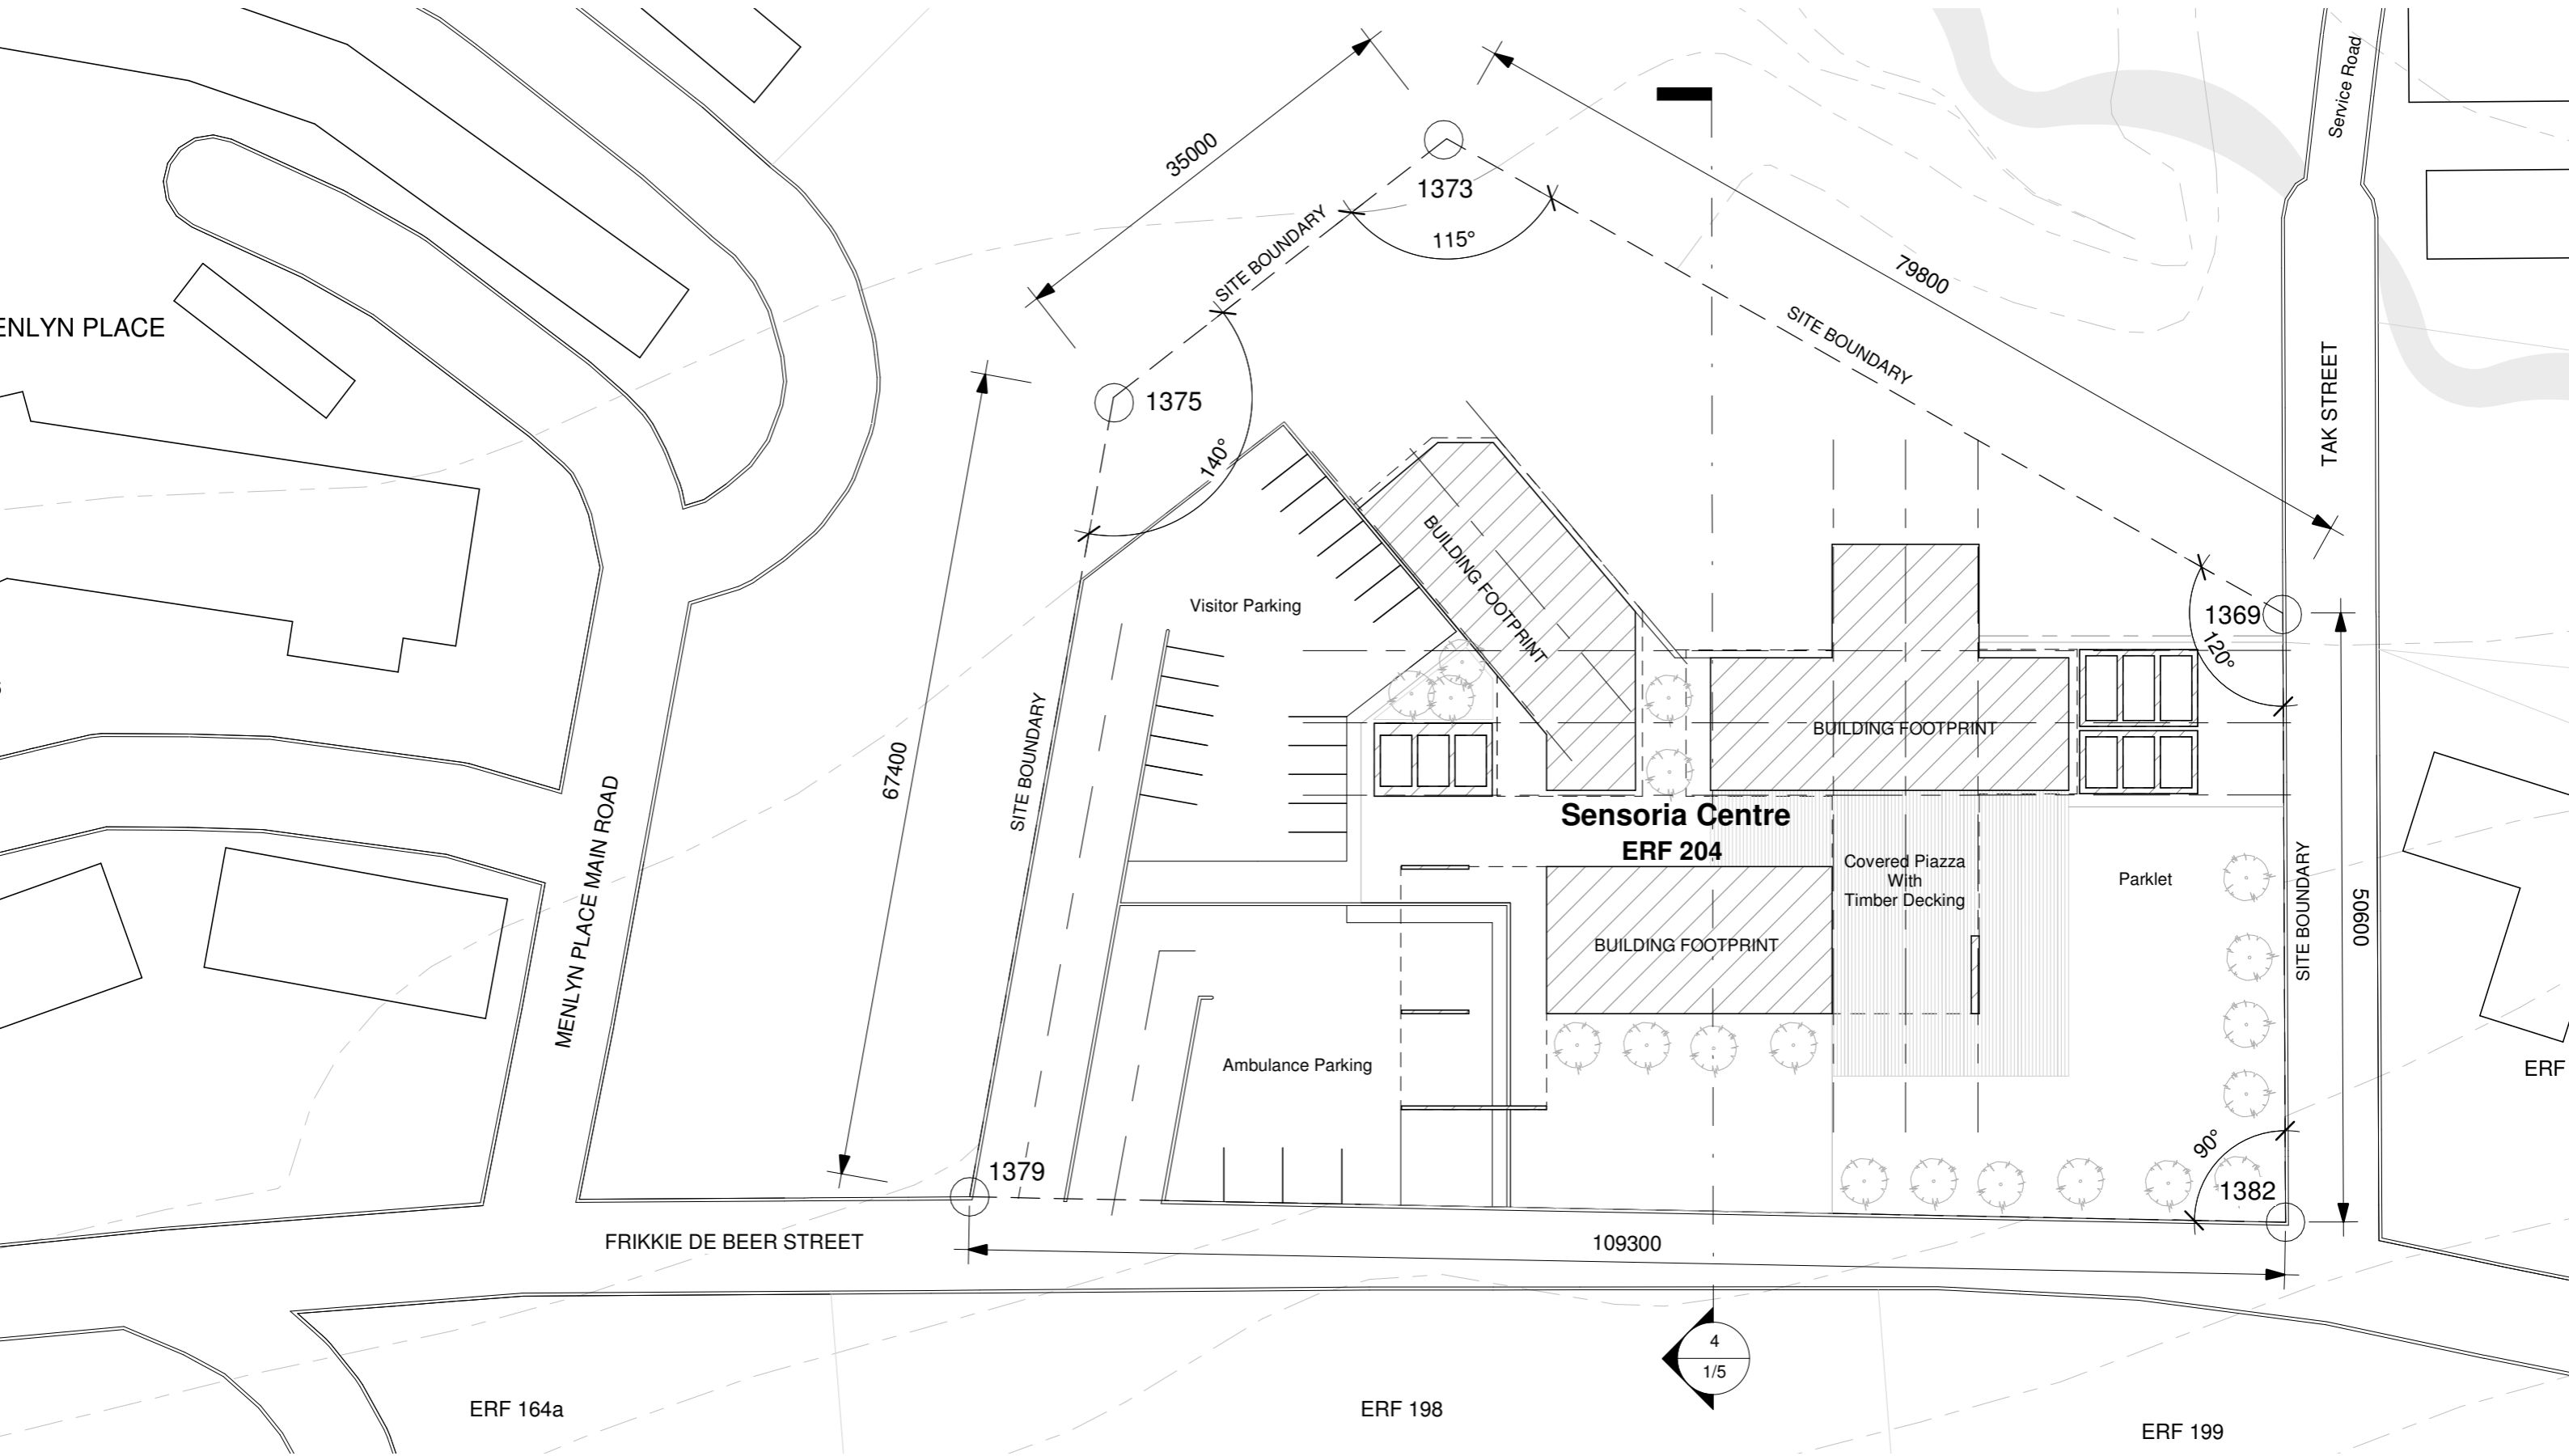 Service Road
35000
1373
115°
SITE BOUNDARY
79800
SITE BOUNDARY
ENLYN PLACE
TAK STREET
1375
140°
BUILDING FOOTPRINT
Visitor Parking
1369
120°
67400
SITE BOUNDARY
BUILDING FOOTPRINT
MENLYN PLACE MAIN ROAD
Sensoria Centre
ERF 204
Covered Piazza
With
Timber Decking
Parklet
SITE BOUNDARY
50600
BUILDING FOOTPRINT
Ambulance Parking
ERF
90°
1379
1382
FRIKKIE DE BEER STREET
109300
4
1/5
ERF 164a
ERF 198
ERF 199